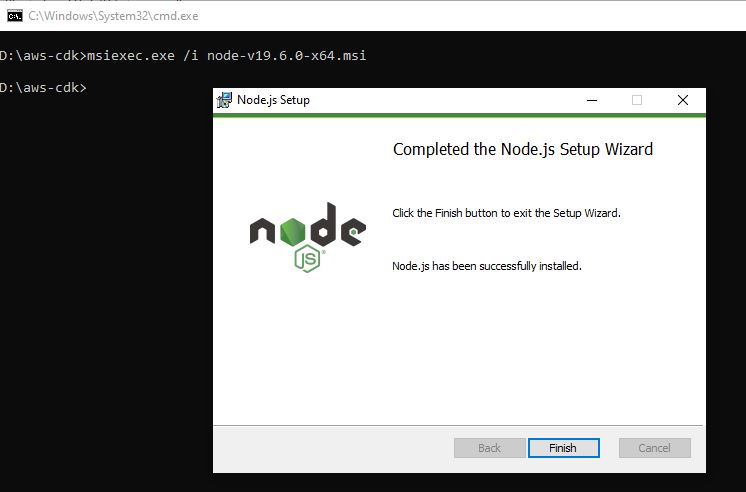 C:\Windows\System32\cmd.exe
D:\aws-cdk>msiexec.exe /i node-v19.6.0-x64.msi
D:\aws-cdk>
Node.js Setup
Completed the Node.js Setup Wizard
Click the Finish button to exit the Setup Wizard.
node
JS
Node.js has been successfully installed.
Back Finish Cancel